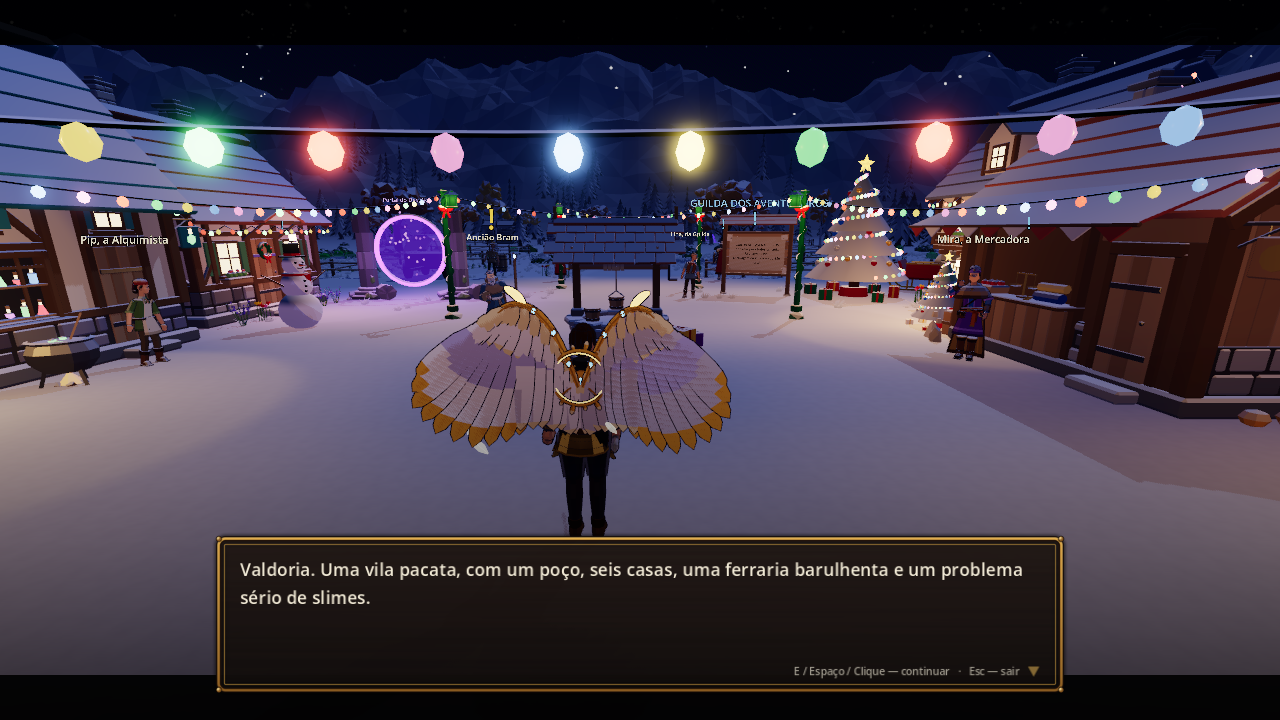 GUILDA DOS AVENT
Pip, a Alquimista
Ancião Bram
Mira, a Mercadora
Valdoria. Uma vila pacata, com um poço, seis casas, uma ferraria barulhenta e um problema
sério de slimes.
E / Espaço / Clique — continuar · Esc — sair